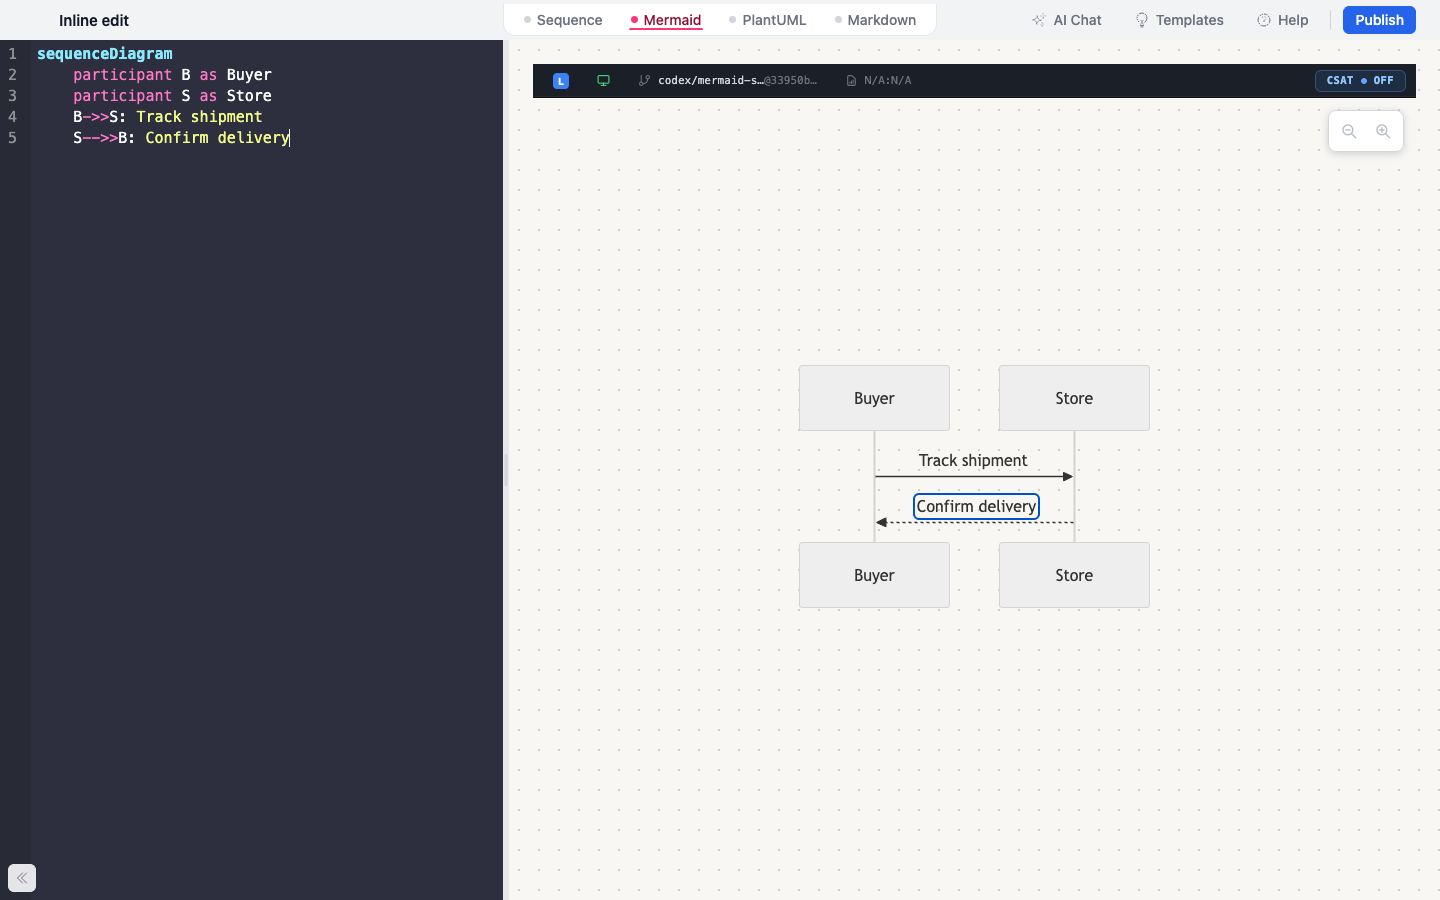 Inline edit
Sequence
Mermaid
PlantUML
Markdown
AI Chat
Templates
Help
Publish
1 sequenceDiagram
2     participant B as Buyer
3     participant S as Store
4     B->>S: Track shipment
5     S-->>B: Confirm delivery
L
codex/mermaid-s…@33950b…
N/A:N/A
CSAT OFF
Buyer
Store
Track shipment
Confirm delivery
Buyer
Store